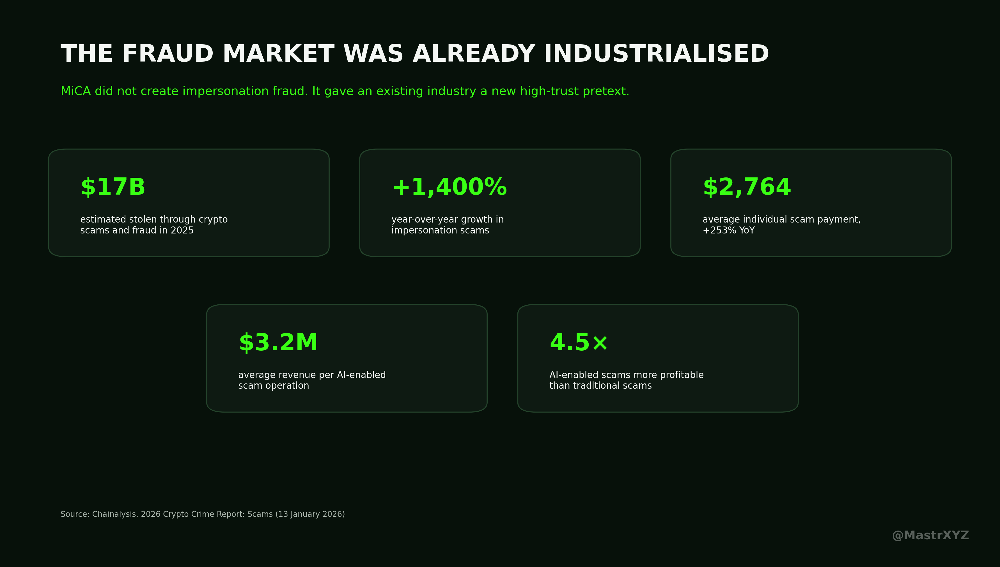 THE FRAUD MARKET WAS ALREADY INDUSTRIALISED
MiCA did not create impersonation fraud. It gave an existing industry a new high-trust pretext.
$17B
estimated stolen through crypto
scams and fraud in 2025
+1,400%
year-over-year growth in
impersonation scams
$2,764
average individual scam payment,
+253% YoY
$3.2M
average revenue per AI-enabled
scam operation
4.5×
AI-enabled scams more profitable
than traditional scams
Source: Chainalysis, 2026 Crypto Crime Report: Scams (13 January 2026)
@MastrXYZ